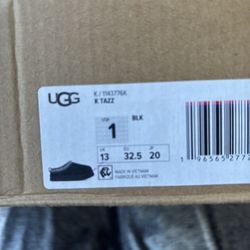 UGG
K / 1143776K
K TAZZ
BLK
USA
1
UK EU JP
13 32.5 20
MADE IN VIETNAM
FABRIQUÉ AU VIETNAM
1 96565 2772